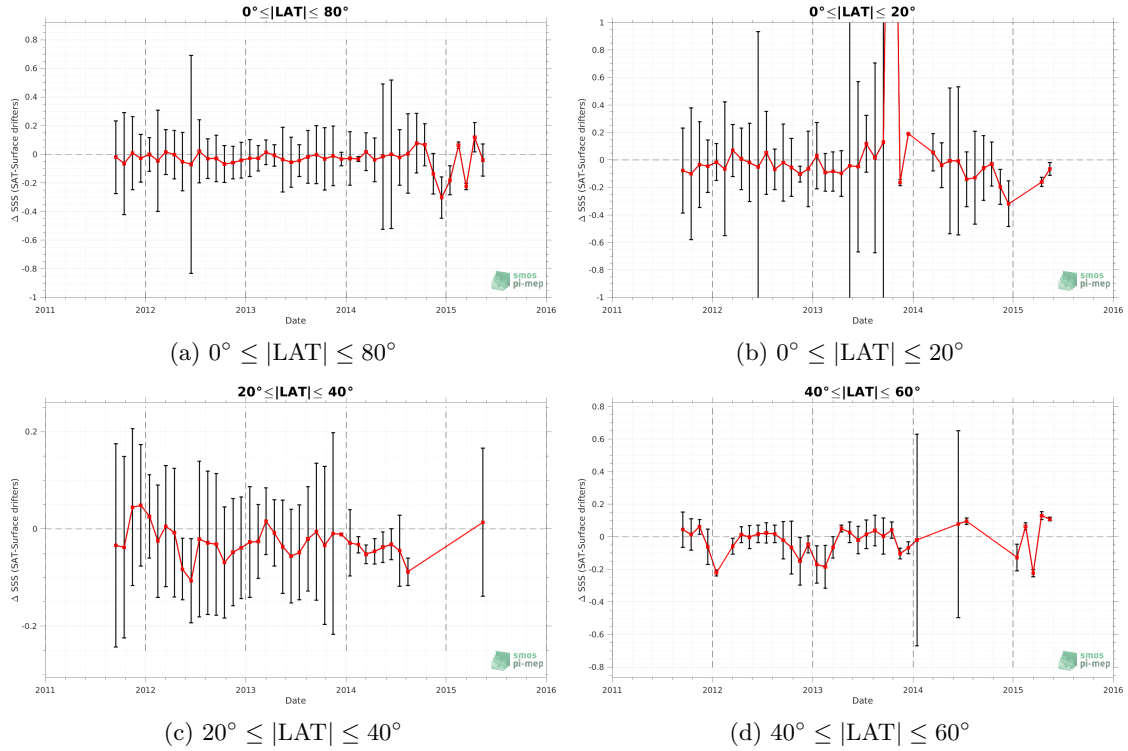 0°≤|LAT|≤ 80°
Δ SSS (SAT-Surface drifters)
1
0.8
0.6
0.4
0.2
0
-0.2
-0.4
-0.6
-0.8
-1
2011
2012
2013
2014
2015
2016
Date
smos
pi-mep
(a) 0° ≤ |LAT| ≤ 80°
0°≤|LAT|≤ 20°
Δ SSS (SAT-Surface drifters)
1
0.8
0.6
0.4
0.2
0
-0.2
-0.4
-0.6
-0.8
-1
2011
2012
2013
2014
2015
2016
Date
smos
pi-mep
(b) 0° ≤ |LAT| ≤ 20°
20°≤|LAT|≤ 40°
Δ SSS (SAT-Surface drifters)
0.2
0
-0.2
2011
2012
2013
2014
2015
2016
Date
smos
pi-mep
(c) 20° ≤ |LAT| ≤ 40°
40°≤|LAT|≤ 60°
Δ SSS (SAT-Surface drifters)
0.8
0.6
0.4
0.2
0
-0.2
-0.4
-0.6
-0.8
2011
2012
2013
2014
2015
2016
Date
smos
pi-mep
(d) 40° ≤ |LAT| ≤ 60°